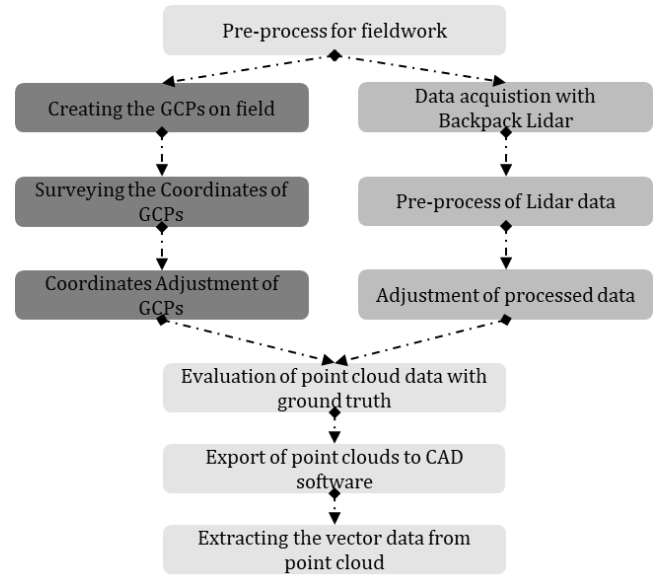 Pre-process for fieldwork
Creating the GCPs on field
Data acquistion with
Backpack Lidar
Surveying the Coordinates of
GCPs
Pre-process of Lidar data
Coordinates Adjustment of
GCPs
Adjustment of processed data
Evaluation of point cloud data with
ground truth
Export of point clouds to CAD
software
Extracting the vector data from
point cloud